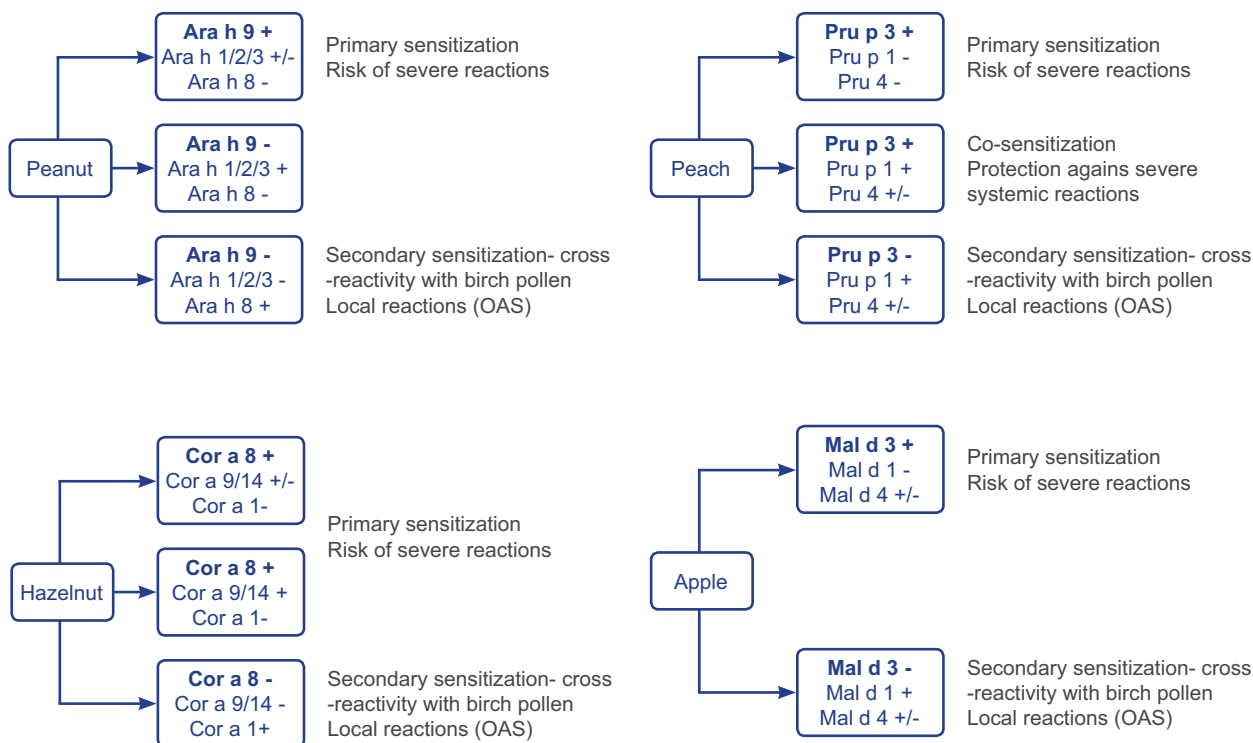 Peanut
Ara h 9 +
Ara h 1/2/3 +/-
Ara h 8 -
Primary sensitization
Risk of severe reactions
Ara h 9 -
Ara h 1/2/3 +
Ara h 8 -
Ara h 9 -
Ara h 1/2/3 -
Ara h 8 +
Secondary sensitization- cross
-reactivity with birch pollen
Local reactions (OAS)
Peach
Pru p 3 +
Pru p 1 -
Pru 4 -
Primary sensitization
Risk of severe reactions
Pru p 3 +
Pru p 1 +
Pru 4 +/-
Co-sensitization
Protection agains severe
systemic reactions
Pru p 3 -
Pru p 1 +
Pru 4 +/-
Secondary sensitization- cross
-reactivity with birch pollen
Local reactions (OAS)
Hazelnut
Cor a 8 +
Cor a 9/14 +/-
Cor a 1-
Primary sensitization
Risk of severe reactions
Cor a 8 +
Cor a 9/14 +
Cor a 1-
Cor a 8 -
Cor a 9/14 -
Cor a 1+
Secondary sensitization- cross
-reactivity with birch pollen
Local reactions (OAS)
Apple
Mal d 3 +
Mal d 1 -
Mal d 4 +/-
Primary sensitization
Risk of severe reactions
Mal d 3 -
Mal d 1 +
Mal d 4 +/-
Secondary sensitization- cross
-reactivity with birch pollen
Local reactions (OAS)